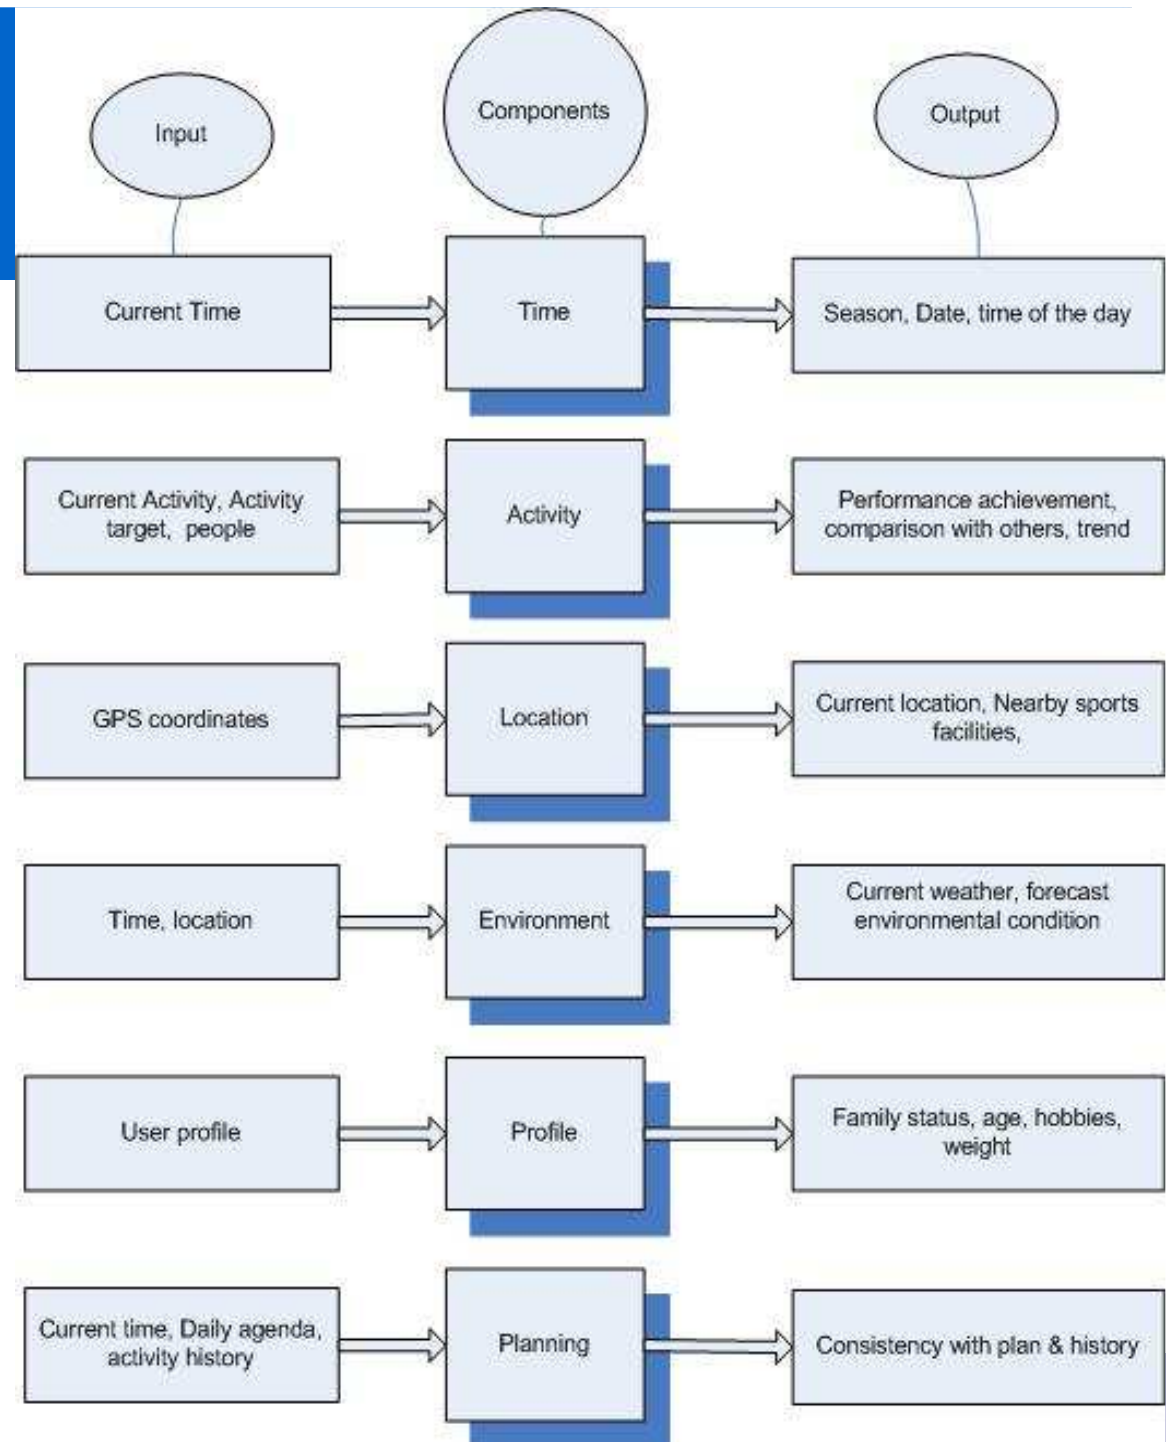 Input
Components
Output
Current Time
Time
Season, Date, time of the day
Current Activity, Activity
target,  people
Activity
Performance achievement,
comparison with others, trend
GPS coordinates
Location
Current location, Nearby sports
facilities,
Time, location
Environment
Current weather, forecast
environmental condition
User profile
Profile
Family status, age, hobbies,
weight
Current time, Daily agenda,
activity history
Planning
Consistency with plan & history